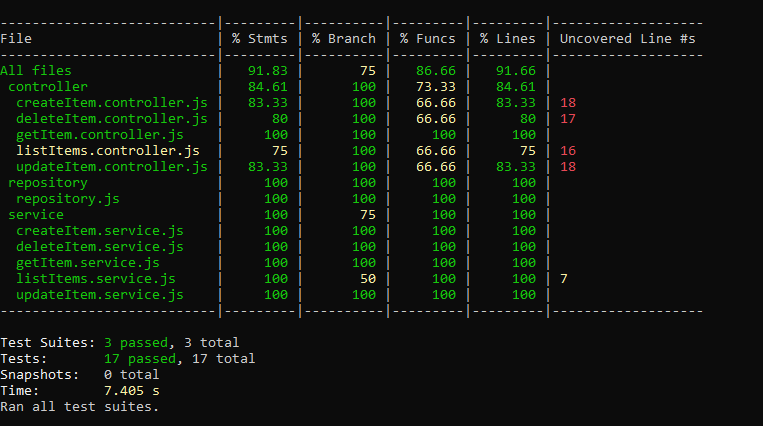 ---------------------------|---------|----------|---------|---------|-------------------
File                       | % Stmts | % Branch | % Funcs | % Lines | Uncovered Line #s
---------------------------|---------|----------|---------|---------|-------------------
All files                  |   91.83 |       75 |   86.66 |   91.66 |
 controller                |   84.61 |      100 |   73.33 |   84.61 |
  createItem.controller.js |   83.33 |      100 |   66.66 |   83.33 | 18
  deleteItem.controller.js |      80 |      100 |   66.66 |      80 | 17
  getItem.controller.js    |     100 |      100 |     100 |     100 |
  listItems.controller.js  |      75 |      100 |   66.66 |      75 | 16
  updateItem.controller.js |   83.33 |      100 |   66.66 |   83.33 | 18
 repository                |     100 |      100 |     100 |     100 |
  repository.js            |     100 |      100 |     100 |     100 |
 service                   |     100 |       75 |     100 |     100 |
  createItem.service.js    |     100 |      100 |     100 |     100 |
  deleteItem.service.js    |     100 |      100 |     100 |     100 |
  getItem.service.js       |     100 |      100 |     100 |     100 |
  listItems.service.js     |     100 |       50 |     100 |     100 | 7
  updateItem.service.js    |     100 |      100 |     100 |     100 |
---------------------------|---------|----------|---------|---------|-------------------
Test Suites: 3 passed, 3 total
Tests:       17 passed, 17 total
Snapshots:   0 total
Time:        7.405 s
Ran all test suites.